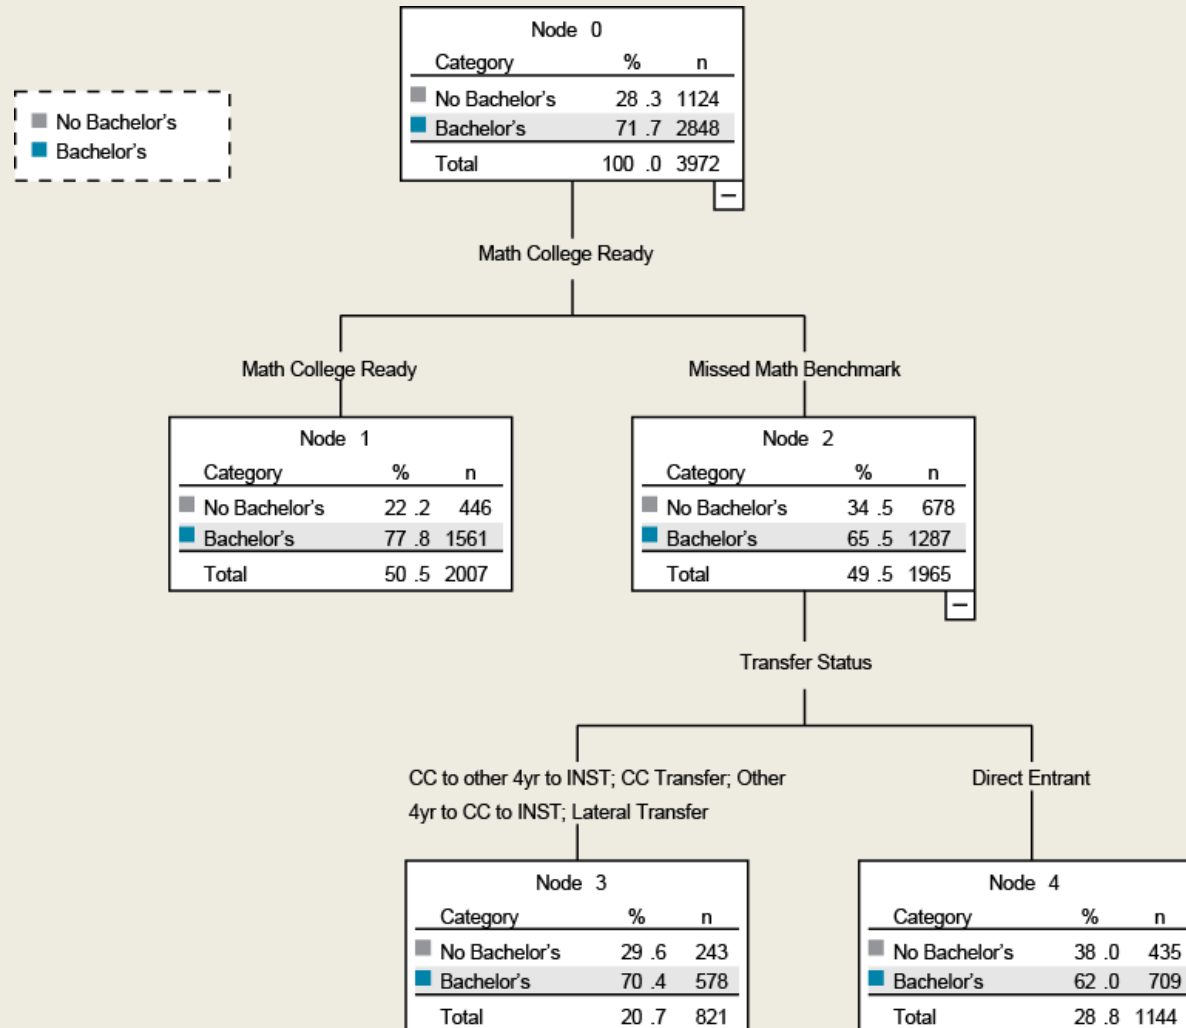 Node 0
Category % n
No Bachelor's 28 .3 1124
Bachelor's 71 .7 2848
Total 100 .0 3972
No Bachelor's
Bachelor's
Math College Ready
Math College Ready
Missed Math Benchmark
Node 1
Category % n
No Bachelor's 22 .2 446
Bachelor's 77 .8 1561
Total 50 .5 2007
Node 2
Category % n
No Bachelor's 34 .5 678
Bachelor's 65 .5 1287
Total 49 .5 1965
Transfer Status
CC to other 4yr to INST; CC Transfer; Other
4yr to CC to INST; Lateral Transfer
Direct Entrant
Node 3
Category % n
No Bachelor's 29 .6 243
Bachelor's 70 .4 578
Total 20 .7 821
Node 4
Category % n
No Bachelor's 38 .0 435
Bachelor's 62 .0 709
Total 28 .8 1144